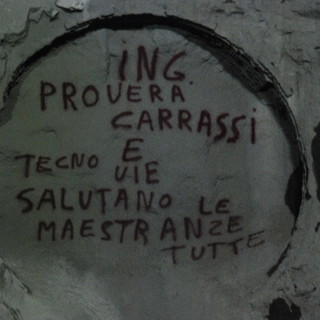 ING.
PROVERA
CARRASSI
E
TECNO VIE
SALUTANO LE
MAESTRANZE
TUTTE